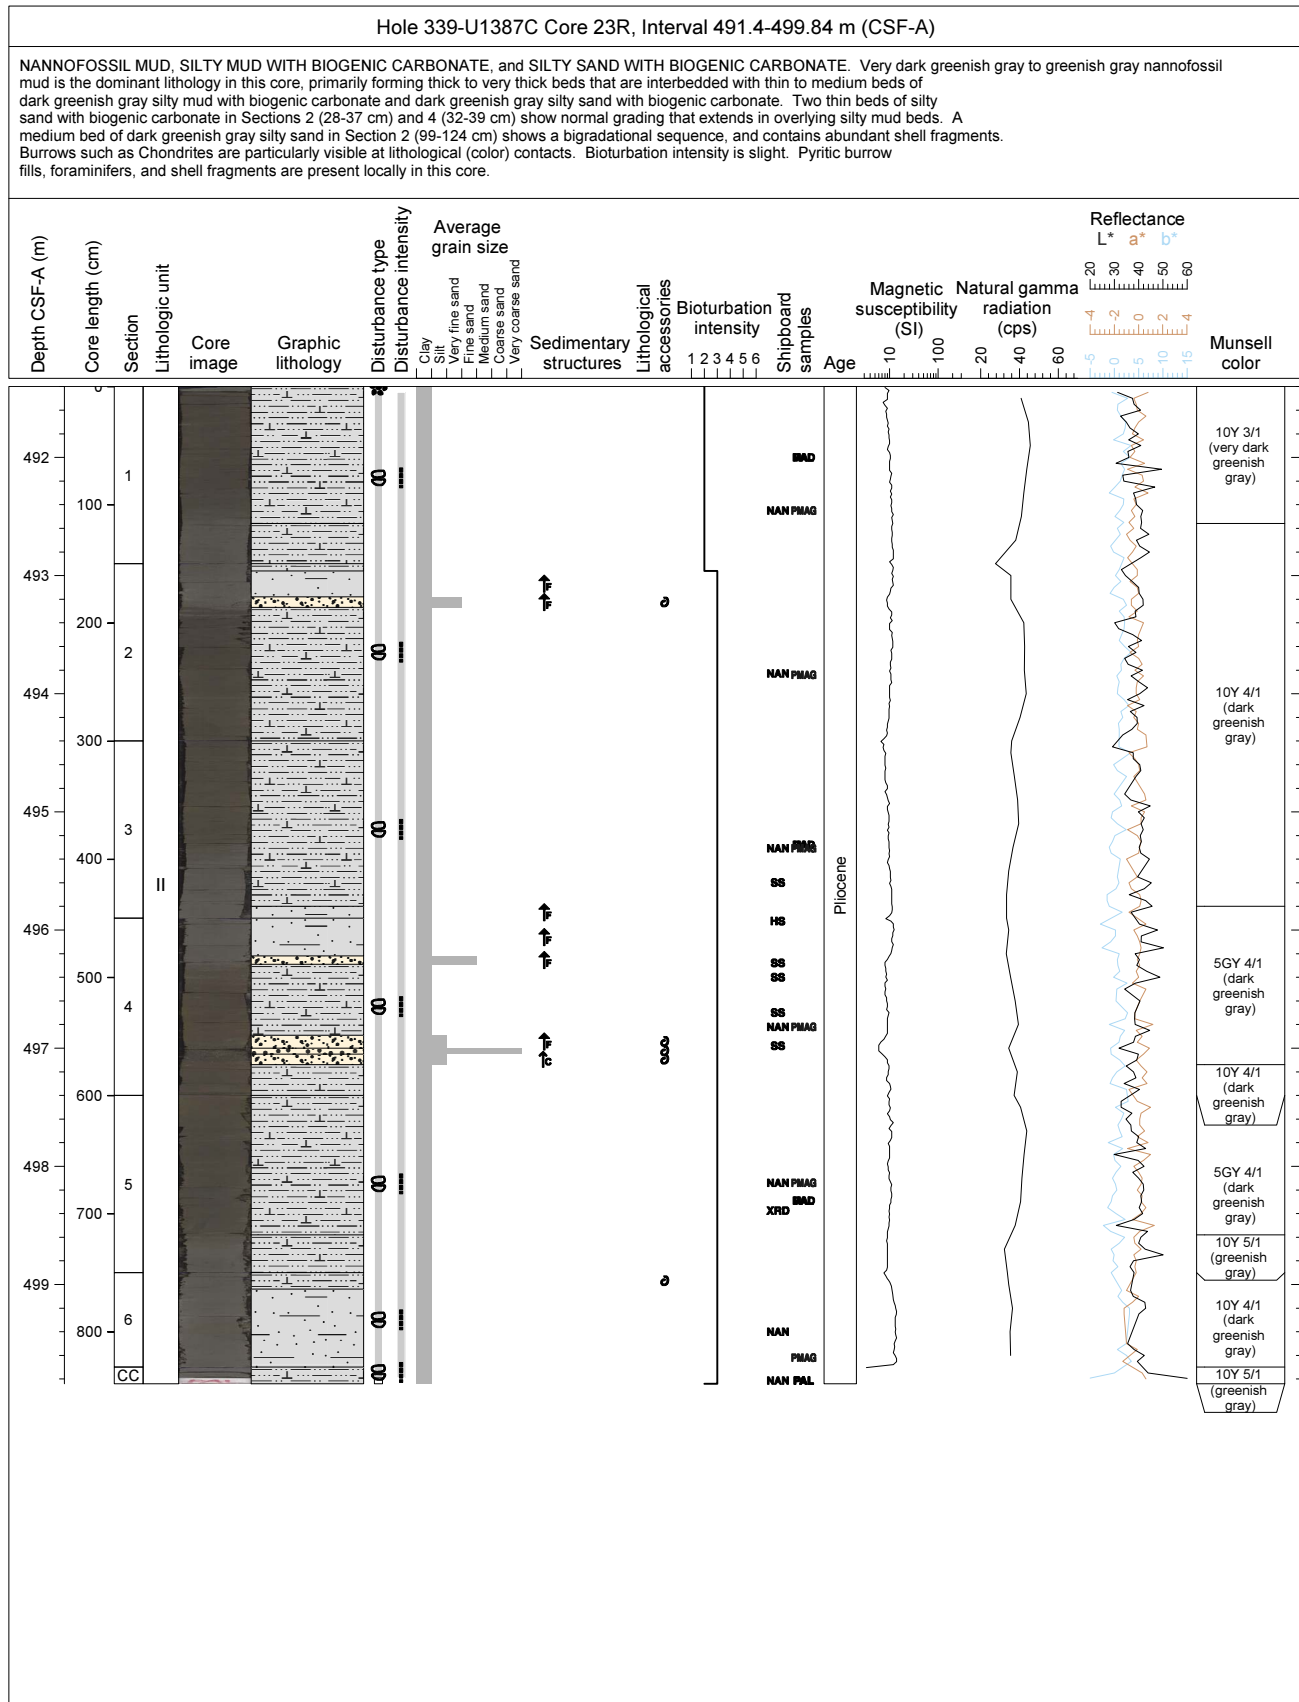 Hole 339-U1387C Core 23R, Interval 491.4-499.84 m (CSF-A)
NANNOFOSSIL MUD, SILTY MUD WITH BIOGENIC CARBONATE, and SILTY SAND WITH BIOGENIC CARBONATE. Very dark greenish gray to greenish gray nannofossil
mud is the dominant lithology in this core, primarily forming thick to very thick beds that are interbedded with thin to medium beds of
dark greenish gray silty mud with biogenic carbonate and dark greenish gray silty sand with biogenic carbonate. Two thin beds of silty
sand with biogenic carbonate in Sections 2 (28-37 cm) and 4 (32-39 cm) show normal grading that extends in overlying silty mud beds. A
medium bed of dark greenish gray silty sand in Section 2 (99-124 cm) shows a bigradational sequence, and contains abundant shell fragments.
Burrows such as Chondrites are particularly visible at lithological (color) contacts. Bioturbation intensity is slight. Pyritic burrow
fills, foraminifers, and shell fragments are present locally in this core.
Depth CSF-A (m)
Core length (cm)
Section
Lithologic unit
Core
image
Graphic
lithology
Disturbance type
Disturbance intensity
Average
grain size
Clay
Silt
Very fine sand
Fine sand
Medium sand
Coarse sand
Very coarse sand
Sedimentary
structures
Lithological
accessories
Bioturbation
intensity
1 2 3 4 5 6
Shipboard
samples
Age
Magnetic
susceptibility
(SI)
10 100
Natural gamma
radiation
(cps)
20 40 60
Reflectance
L* a* b*
20 30 40 50 60
-4 -2 0 2 4
-5 0 5 10 15
Munsell
color
492
493
494
495
496
497
498
499
0
100
200
300
400
500
600
700
800
1
2
3
4
5
6
CC
II
F
F
F
F
F
F
C
NAN PMAG
NAN PMAG
NAN PMAG
SS
HS
SS
SS
SS
NAN PMAG
SS
NAN PMAG
XRD
NAN
PMAG
NAN PAL
Pliocene
10Y 3/1
(very dark
greenish
gray)
10Y 4/1
(dark
greenish
gray)
5GY 4/1
(dark
greenish
gray)
10Y 4/1
(dark
greenish
gray)
5GY 4/1
(dark
greenish
gray)
10Y 5/1
(greenish
gray)
10Y 4/1
(dark
greenish
gray)
10Y 5/1
(greenish
gray)